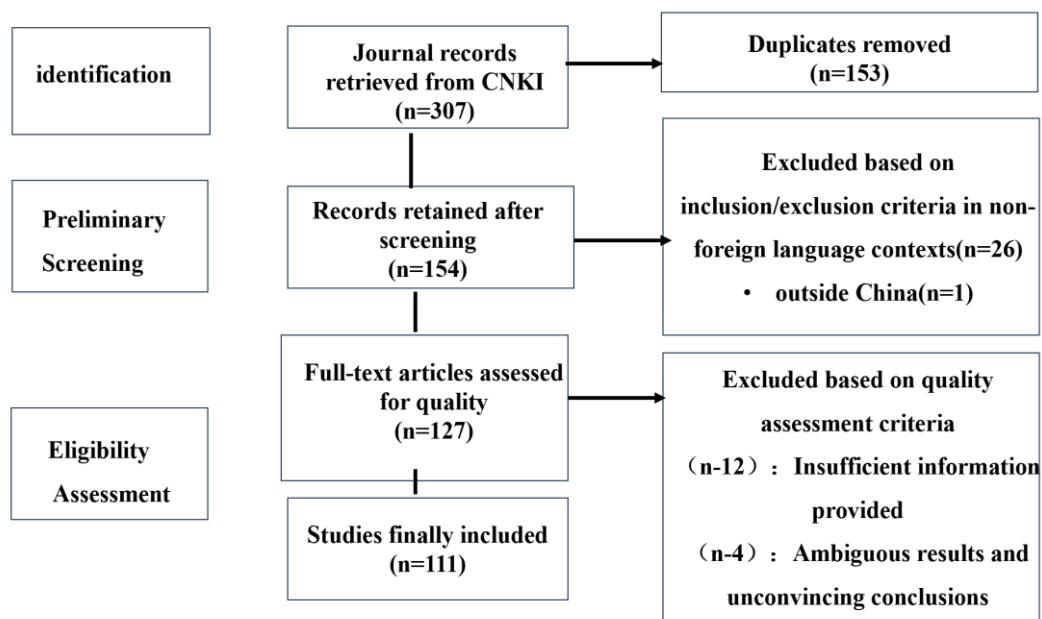 identification
Journal records
retrieved from CNKI
(n=307)
Duplicates removed
(n=153)
Preliminary
Screening
Records retained after
screening
(n=154)
Excluded based on
inclusion/exclusion criteria in non-
foreign language contexts(n=26)
• outside China(n=1)
Eligibility
Assessment
Full-text articles assessed
for quality
(n=127)
Excluded based on quality
assessment criteria
（n-12）：Insufficient information
provided
（n-4）：Ambiguous results and
unconvincing conclusions
Studies finally included
(n=111)